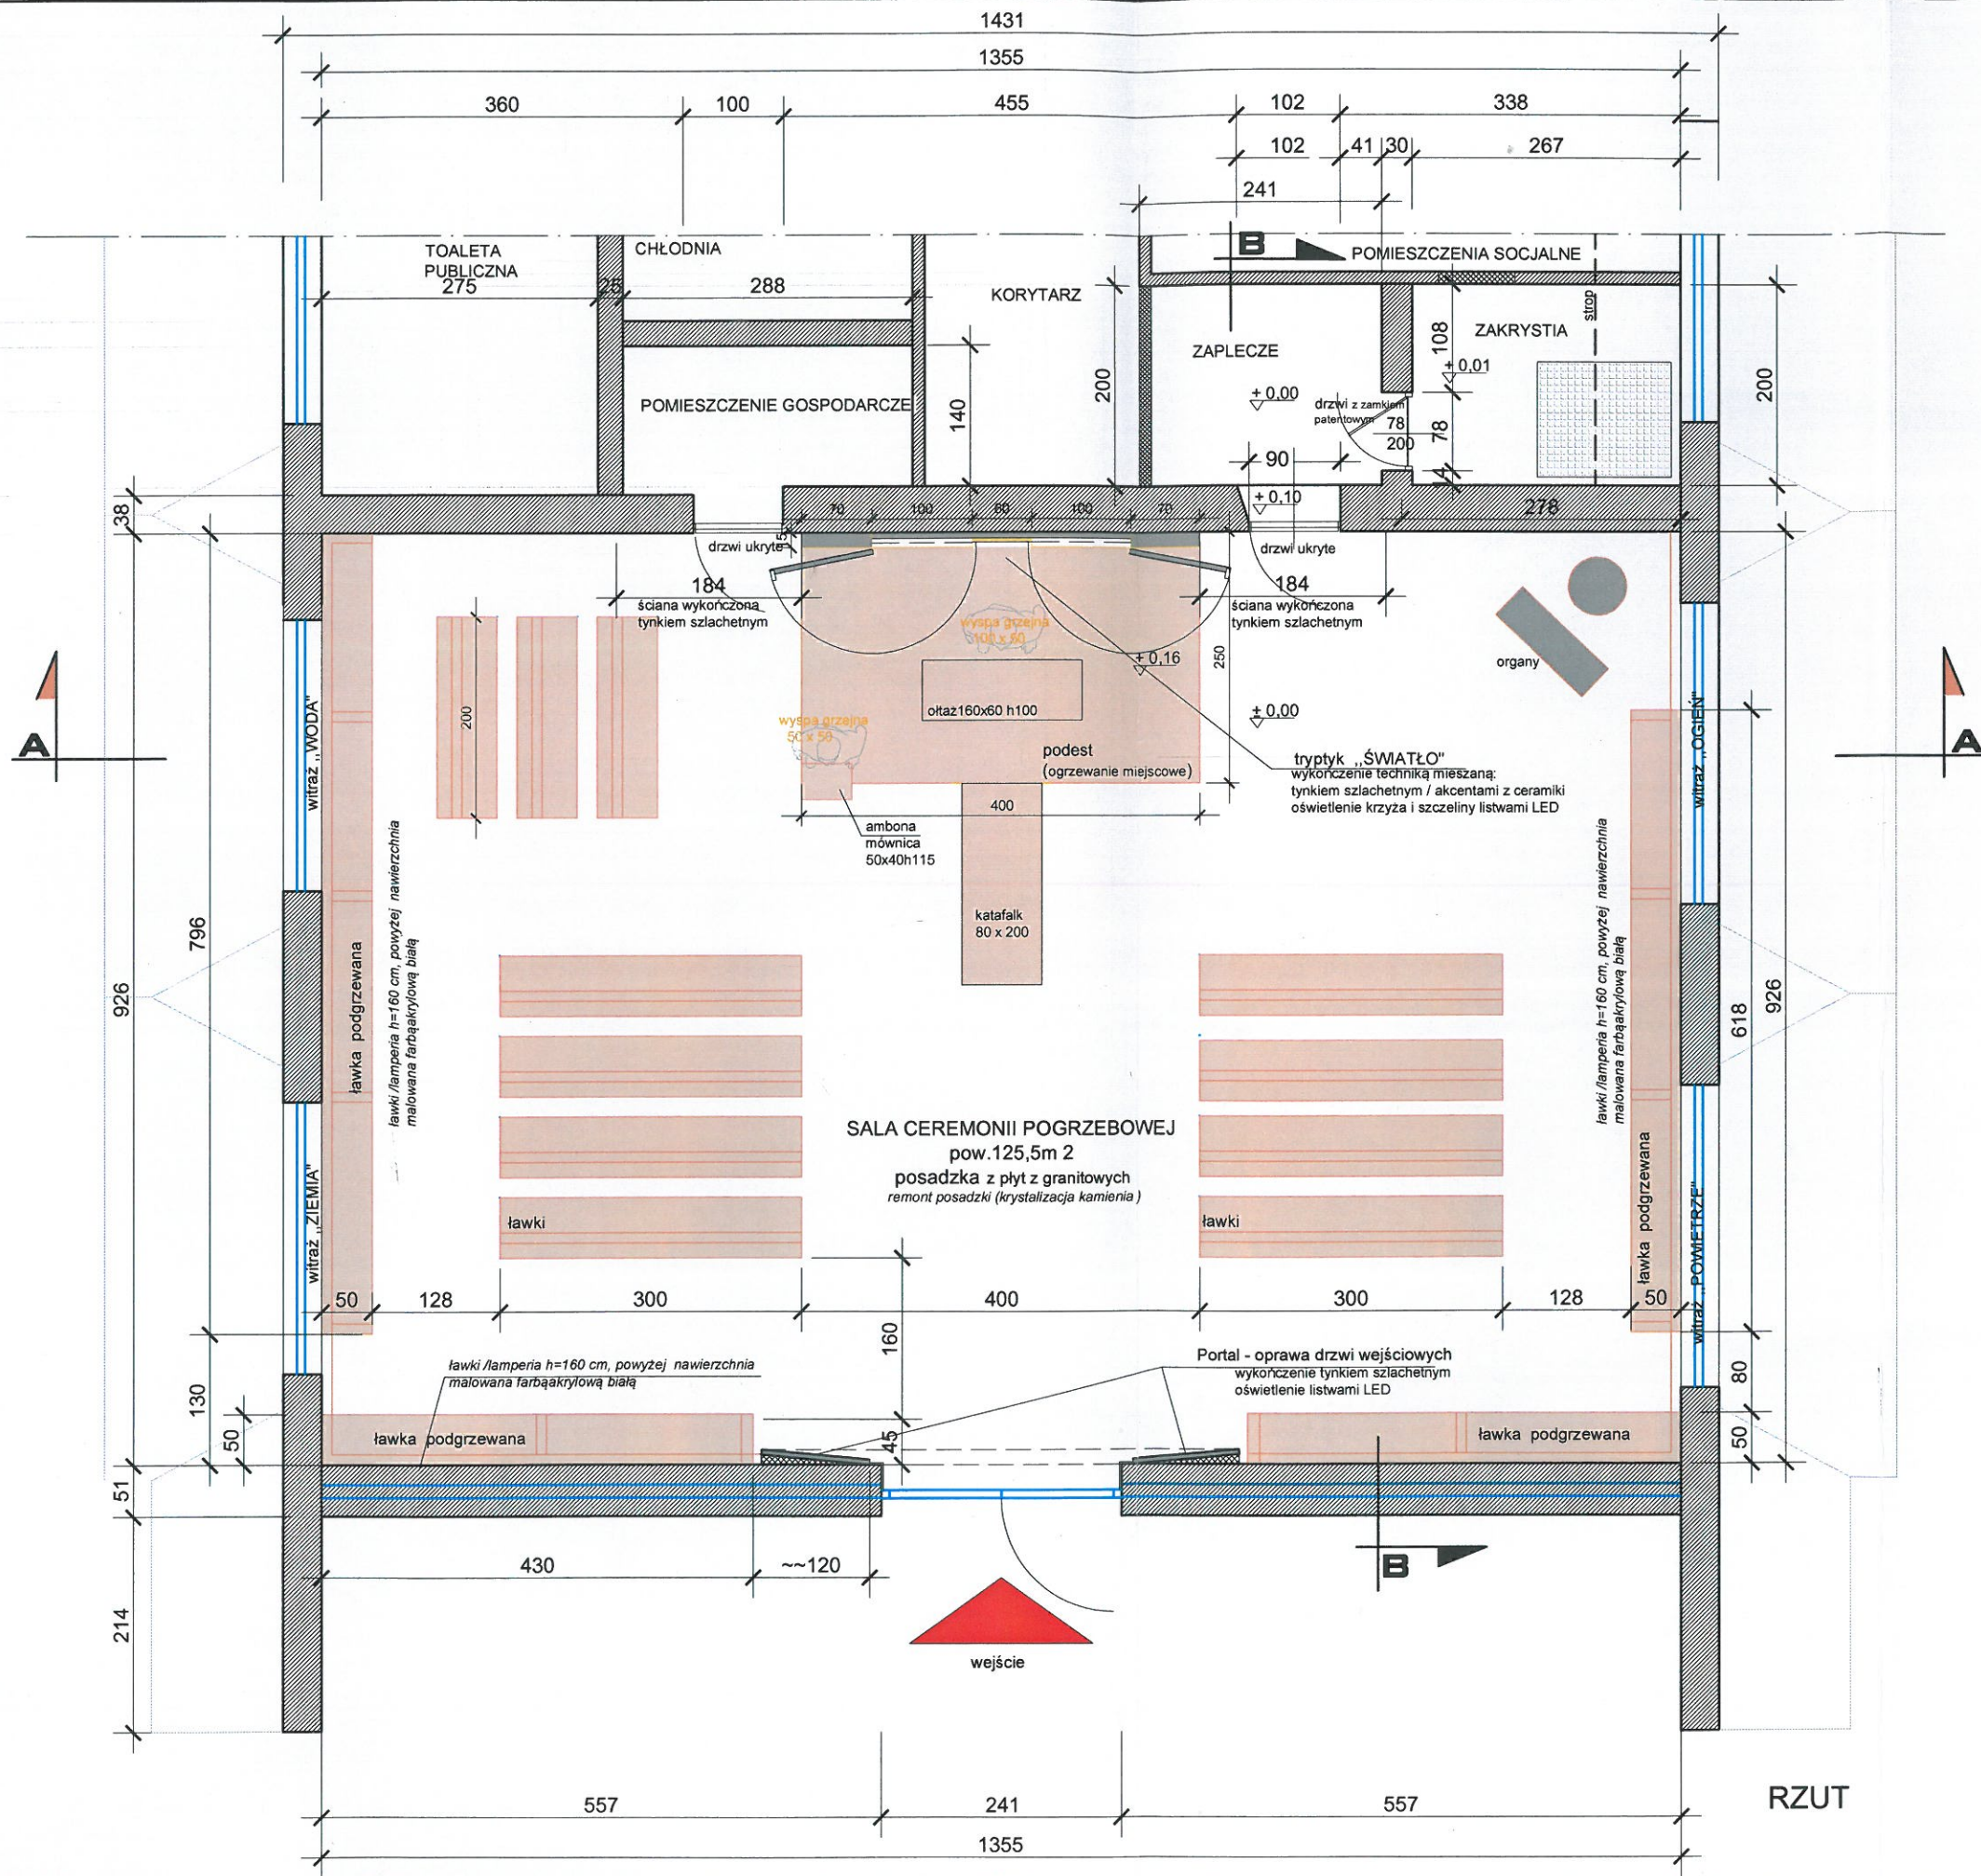 1431
1355
360
100
455
102
338
102
41
30
267
241
TOALETA
PUBLICZNA
275
25
CHŁODNIA
288
KORYTARZ
B
POMIESZCZENIA SOCJALNE
strop
ZAKRYSTIA
108
+ 0,01
200
200
ZAPLECZE
+ 0,00
drzwi z zamkiem
patentowym
78
200
78
14
140
POMIESZCZENIE GOSPODARCZE
90
+ 0,10
38
70
100
60
100
70
278
drzwi ukryte
15
drzwi ukryte
184
ściana wykończona
tynkiem szlachetnym
184
ściana wykończona
tynkiem szlachetnym
wyspa grzejna
100 x 60
+ 0,16
250
organy
ołtaż160x60 h100
+ 0,00
200
wyspa grzejna
50 x 50
podest
(ogrzewanie miejscowe)
tryptyk ,,ŚWIATŁO"
wykończenie techniką mieszaną:
tynkiem szlachetnym / akcentami z ceramiki
oświetlenie krzyża i szczeliny listwami LED
400
ambona
mównica
50x40h115
A
A
witraż ,,WODA"
witraż ,,OGIEŃ"
katafalk
80 x 200
796
926
ławka podgrzewana
ławki /lamperia h=160 cm, powyżej nawierzchnia
malowana farbąakrylową białą
ławki /lamperia h=160 cm, powyżej nawierzchnia
malowana farbąakrylową białą
618
926
SALA CEREMONII POGRZEBOWEJ
pow.125,5m 2
posadzka z płyt z granitowych
remont posadzki (krystalizacja kamienia )
witraż ,,ZIEMIA"
ławki
ławki
ławka podgrzewana
witraż ,,POWIETRZE"
50
128
300
400
300
128
50
160
130
50
ławki /lamperia h=160 cm, powyżej nawierzchnia
malowana farbąakrylową białą
Portal - oprawa drzwi wejściowych
wykończenie tynkiem szlachetnym
oświetlenie listwami LED
80
50
ławka podgrzewana
45
ławka podgrzewana
51
430
~~120
B
214
wejście
RZUT
557
241
557
1355